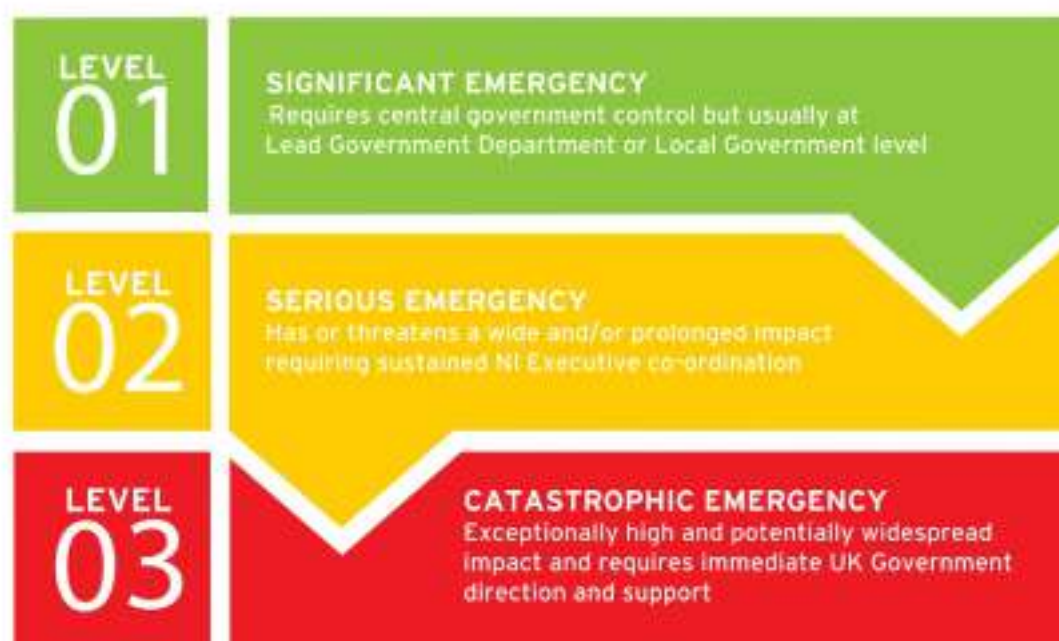 LEVEL
01
SIGNIFICANT EMERGENCY
Requires central government control but usually at
Lead Government Department or Local Government level
LEVEL
02
SERIOUS EMERGENCY
Has or threatens a wide and/or prolonged impact
requiring sustained NI Executive co-ordination
LEVEL
03
CATASTROPHIC EMERGENCY
Exceptionally high and potentially widespread
impact and requires immediate UK Government
direction and support